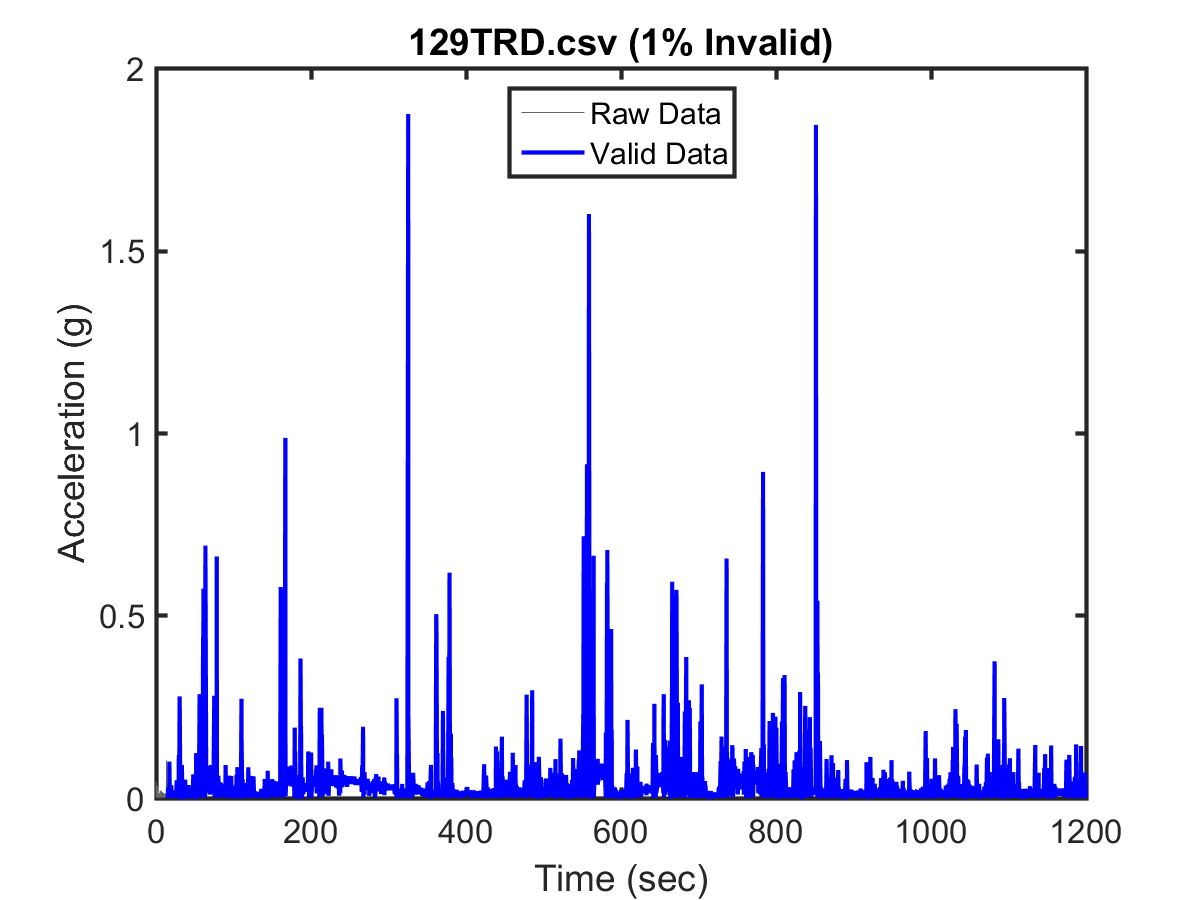 129TRD.csv (1% Invalid)
Raw Data
Valid Data
Acceleration (g)
2
1.5
1
0.5
0
0 200 400 600 800 1000 1200
Time (sec)